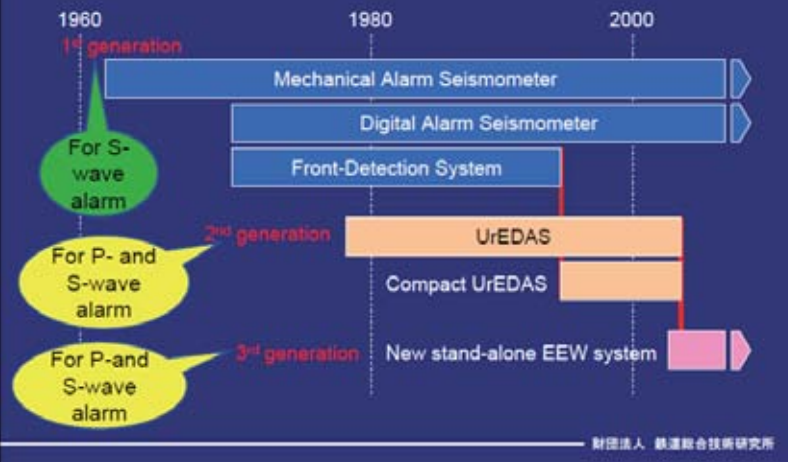 1960 1980 2000
1st generation
Mechanical Alarm Seismometer
Digital Alarm Seismometer
For S-
wave
alarm
Front-Detection System
2nd generation
UrEDAS
For P- and
S-wave
alarm
Compact UrEDAS
3rd generation
New stand-alone EEW system
For P-and
S-wave
alarm
財団法人 鉄道総合技術研究所